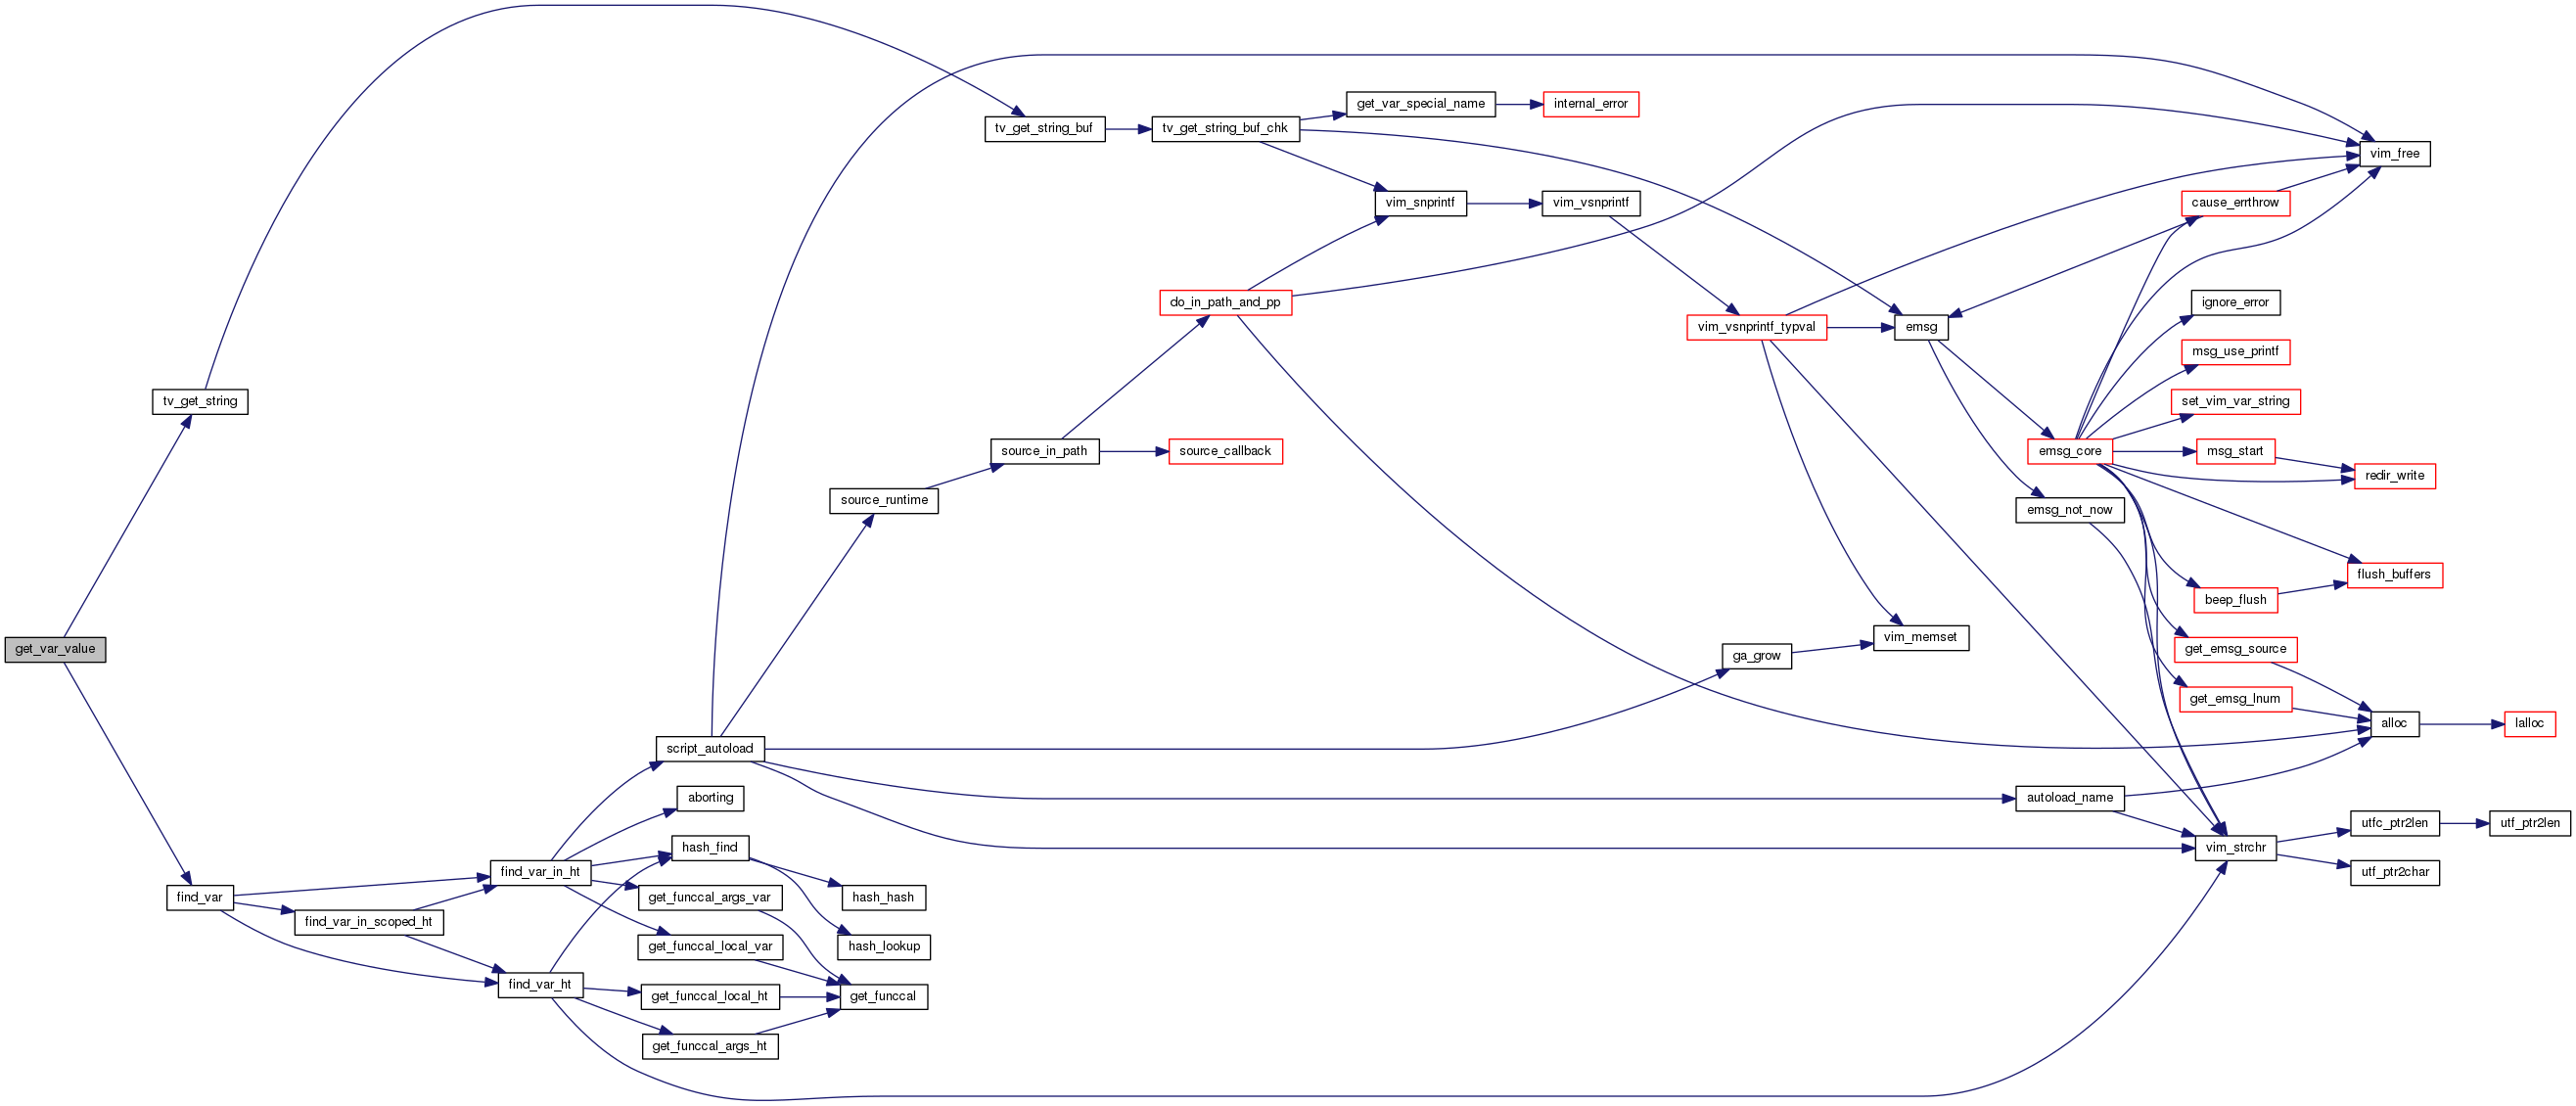 get_var_value
tv_get_string
find_var
find_var_in_scoped_ht
find_var_in_ht
find_var_ht
script_autoload
aborting
hash_find
get_funccal_args_var
get_funccal_local_var
get_funccal_local_ht
get_funccal_args_ht
source_runtime
hash_hash
hash_lookup
get_funccal
tv_get_string_buf
source_in_path
tv_get_string_buf_chk
do_in_path_and_pp
source_callback
get_var_special_name
vim_snprintf
internal_error
vim_vsnprintf
vim_vsnprintf_typval
ga_grow
emsg
vim_memset
emsg_core
emsg_not_now
autoload_name
vim_free
cause_errthrow
ignore_error
msg_use_printf
set_vim_var_string
msg_start
redir_write
flush_buffers
beep_flush
get_emsg_source
get_emsg_lnum
alloc
lalloc
vim_strchr
utfc_ptr2len
utf_ptr2len
utf_ptr2char